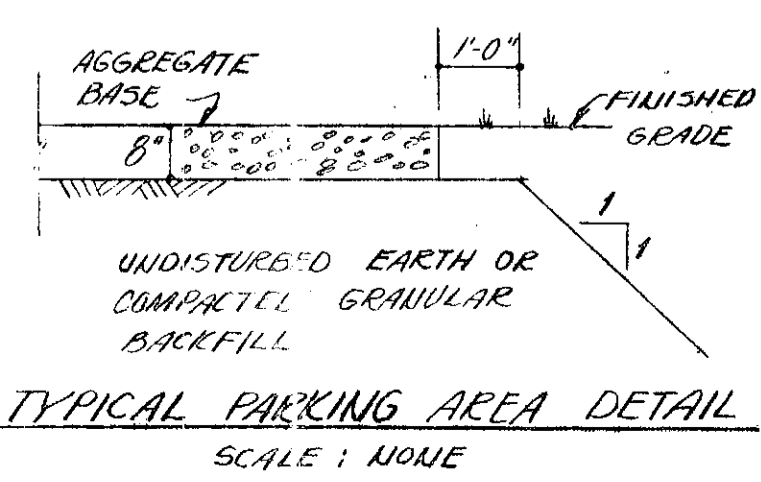 1'-0"
AGGREGATE
BASE
FINISHED
GRADE
8"
1
1
UNDISTURBED EARTH OR
COMPACTED GRANULAR
BACKFILL
TYPICAL PARKING AREA DETAIL
SCALE : NONE